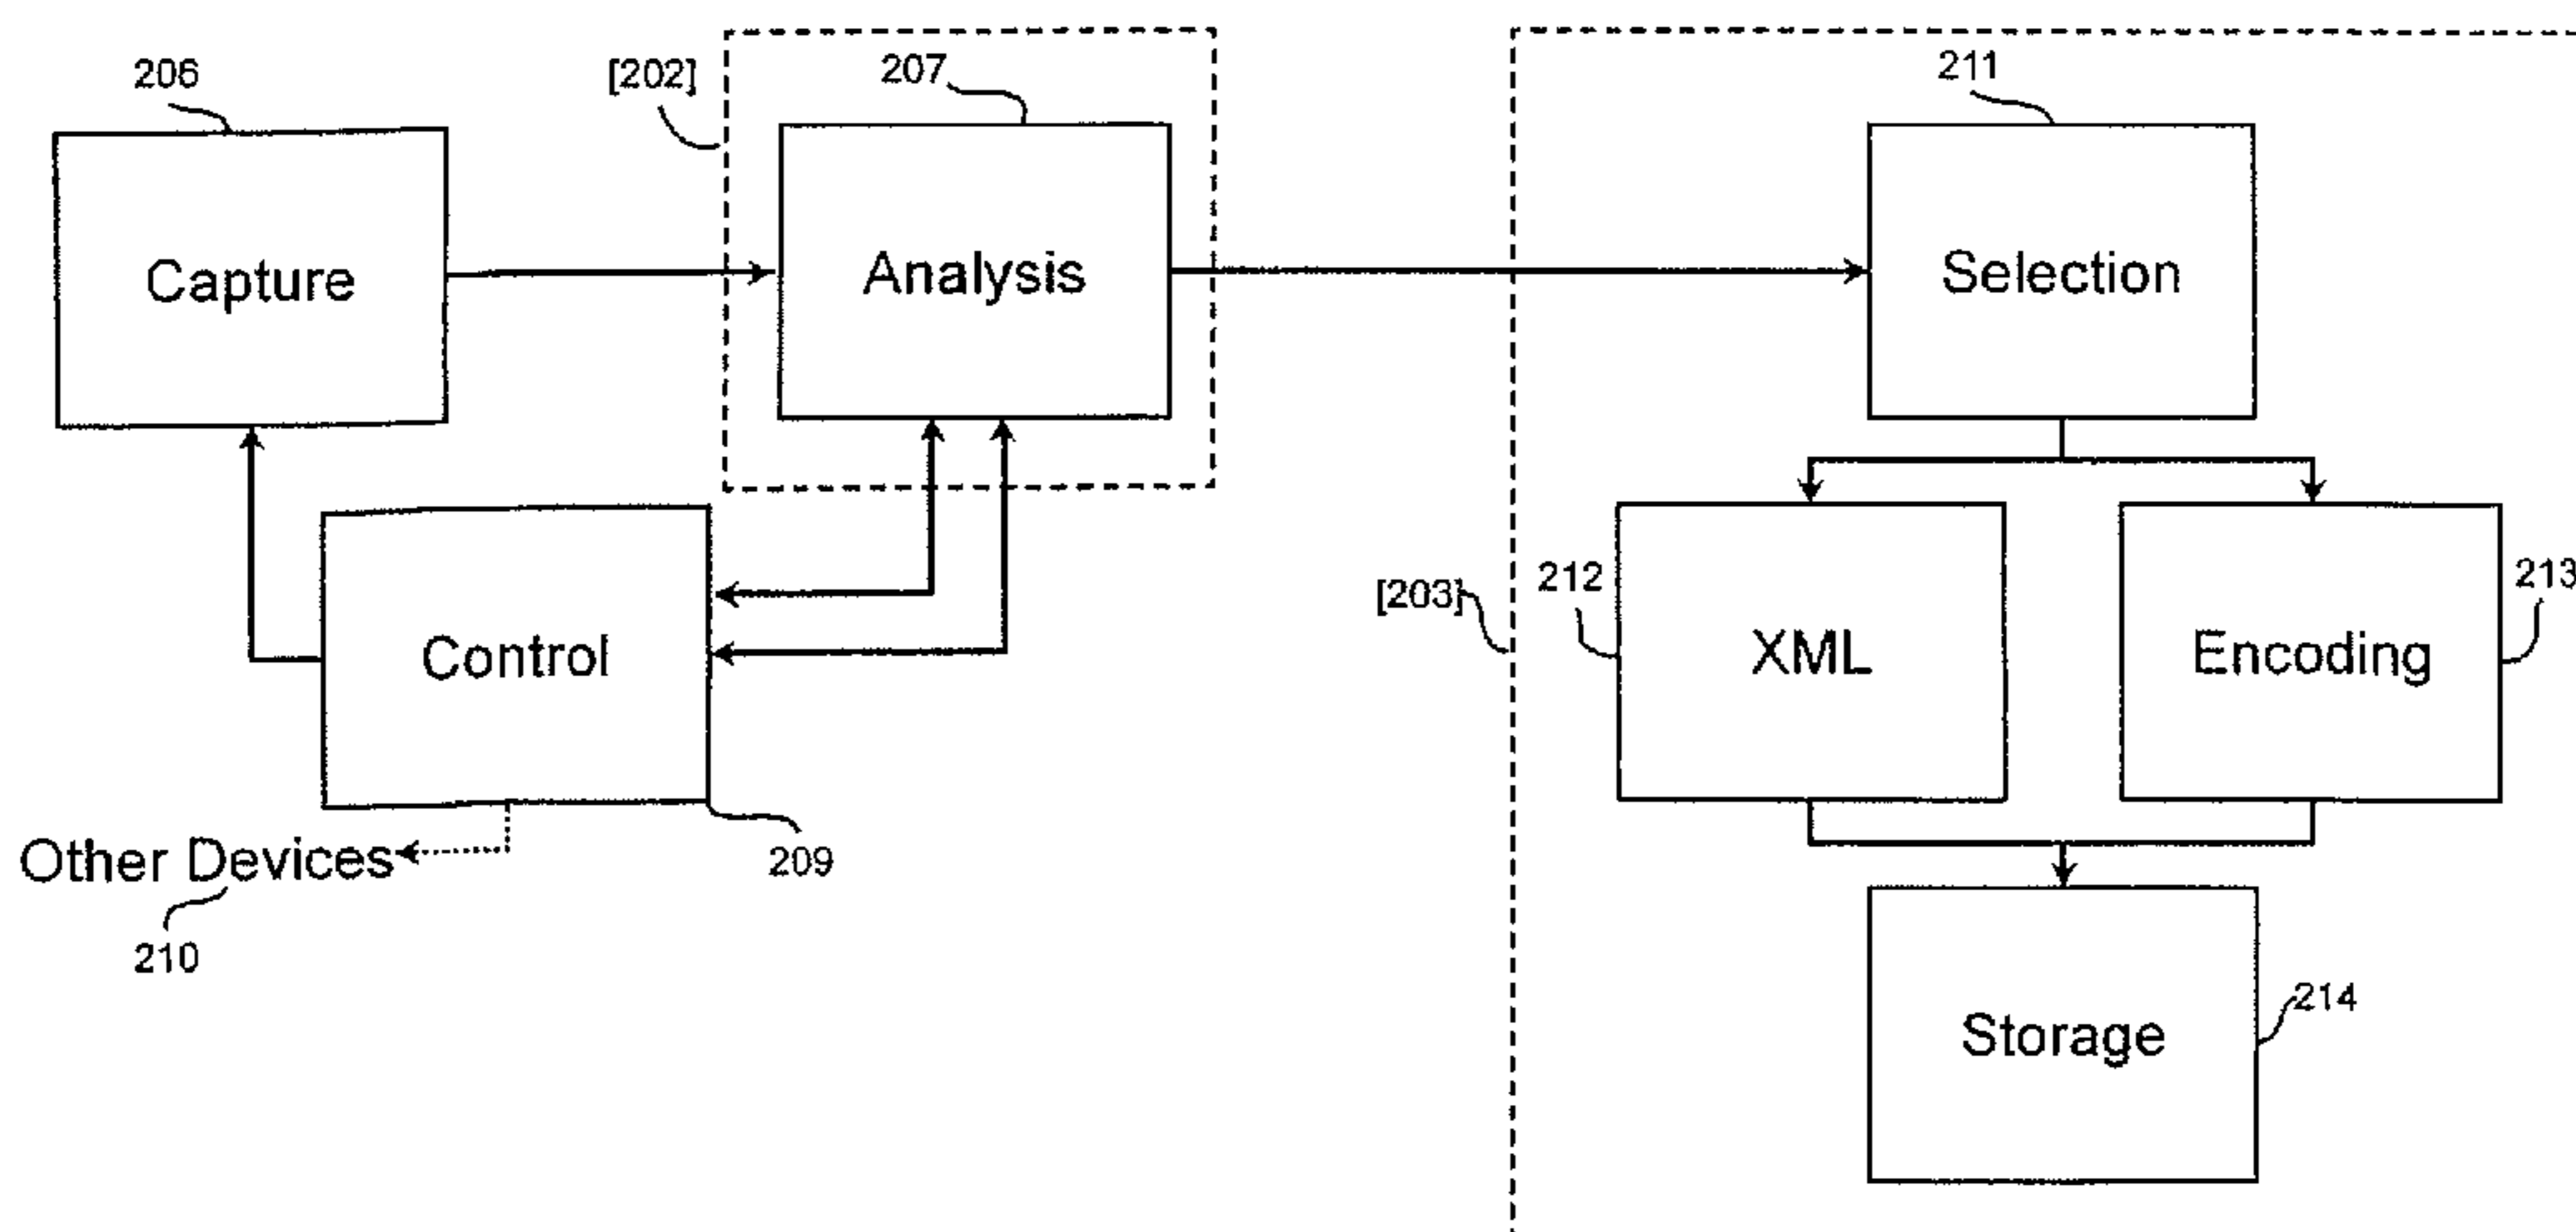 206
[202]
207
211
Capture
Analysis
Selection
[203]
212
213
Control
XML
Encoding
Other Devices
209
210
Storage
214